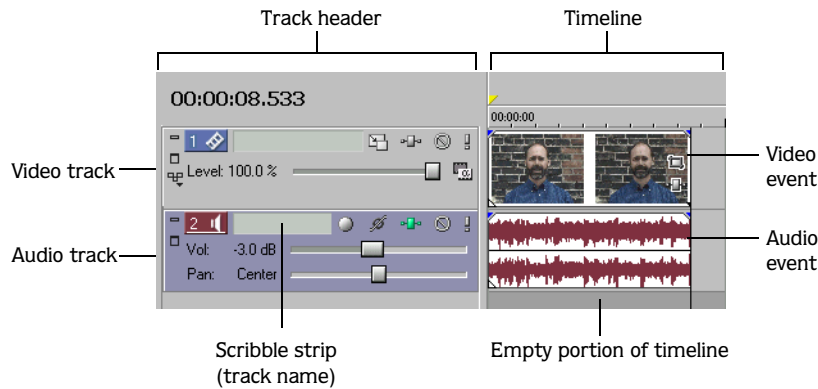 Track header
Timeline
00:00:08.533
00:00:00
1
Level: 100.0 %
Video track
Video
event
2
Vol: -3.0 dB
Audio track
Pan: Center
Audio
event
Scribble strip
(track name)
Empty portion of timeline